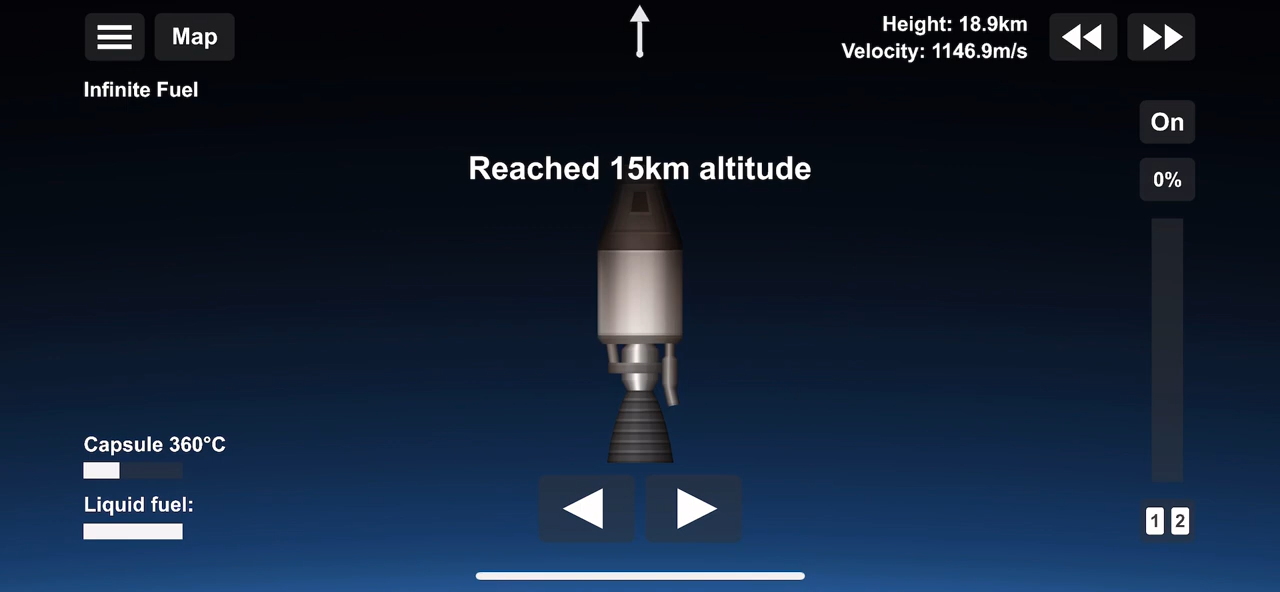 Map
Height: 18.9km
Velocity: 1146.9m/s
Infinite Fuel
On
Reached 15km altitude
0%
Capsule 360°C
Liquid fuel:
1 2